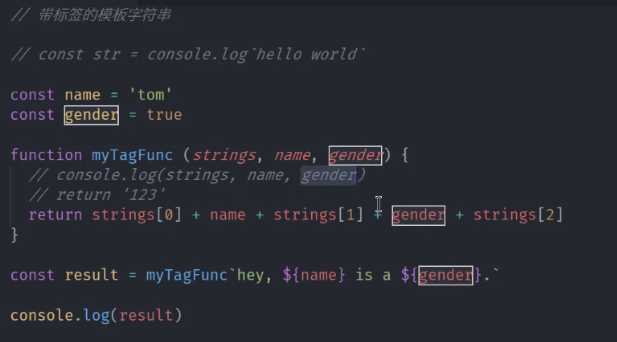 // 带标签的模板字符串
// const str = console.log`hello world`
const name = 'tom'
const gender = true
function myTagFunc (strings, name, gender) {
// console.log(strings, name, gender)
// return '123'
return strings[0] + name + strings[1] + gender + strings[2]
}
const result = myTagFunc`hey, ${name} is a ${gender}.`
console.log(result)